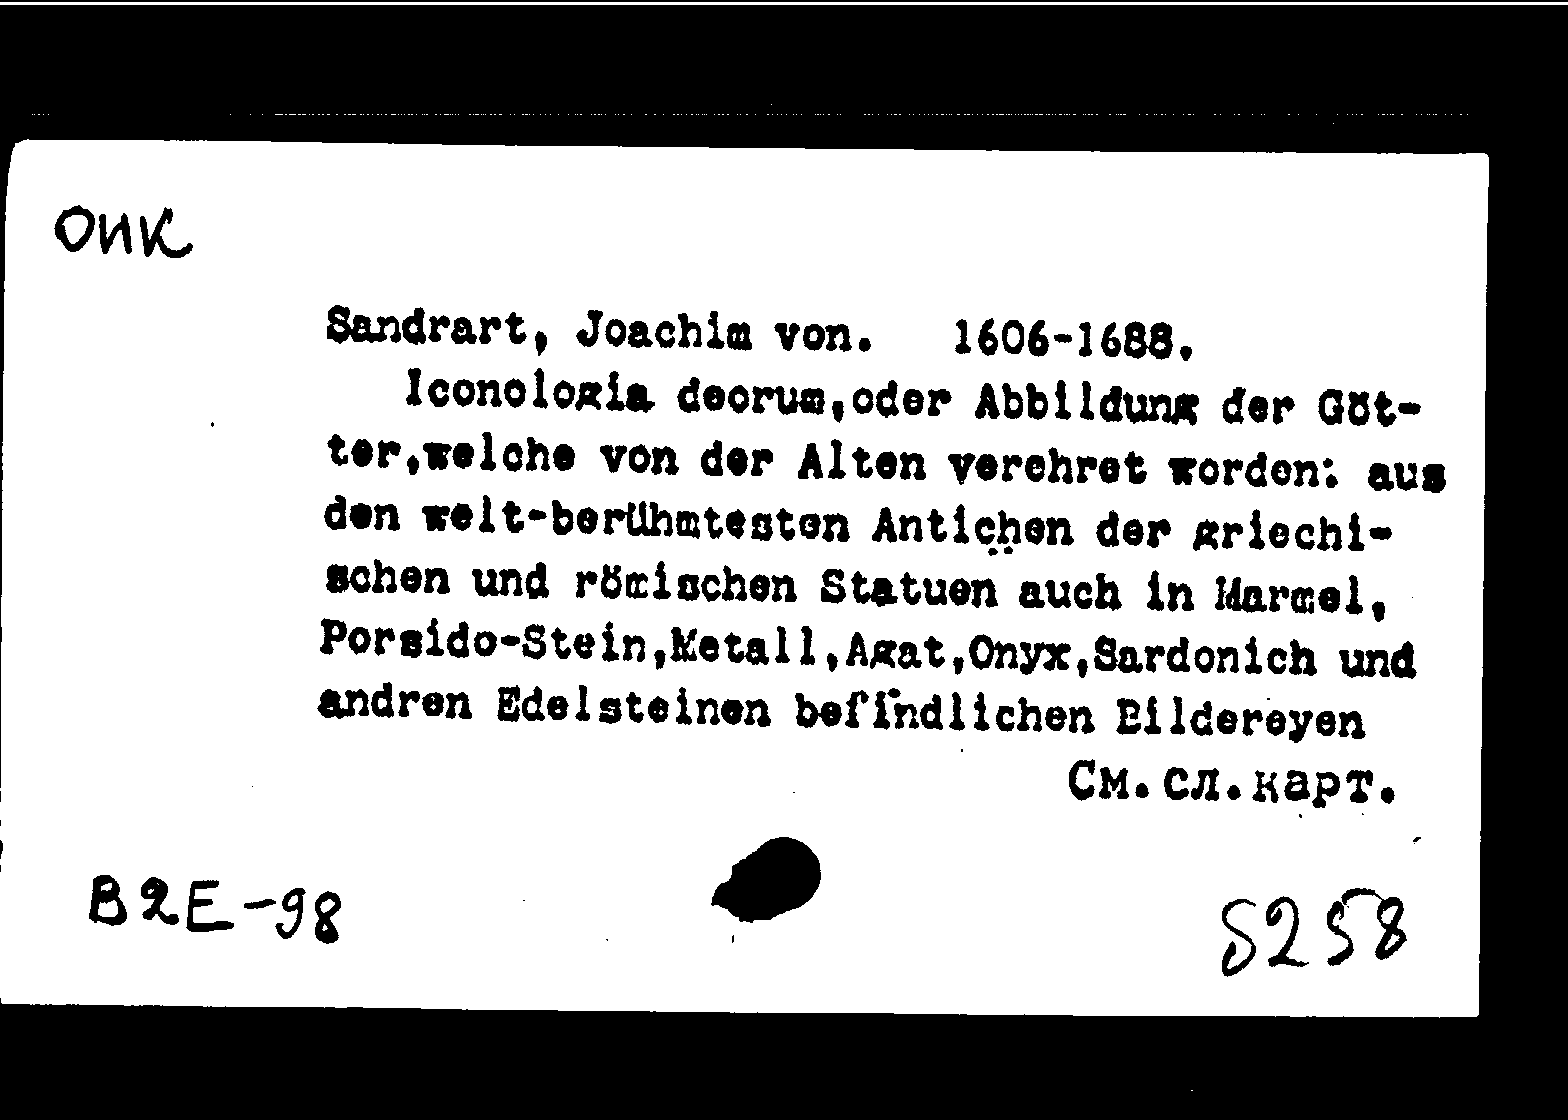 ОИК
Sandrart, Joachim von. 1606-1688.
Iconologia deorum,oder Abbildung der Göt-
ter,welche von der Alten verehret worden: aus
den welt-berühmtesten Antichen der griechi-
schen und römischen Statuen auch in Marmel,
Porsido-Stein,Metall,Agat,Onyx,Sardonich und
andren Edelsteinen befindlichen Bildereyen
См.сл.карт.
B2E-98
S258